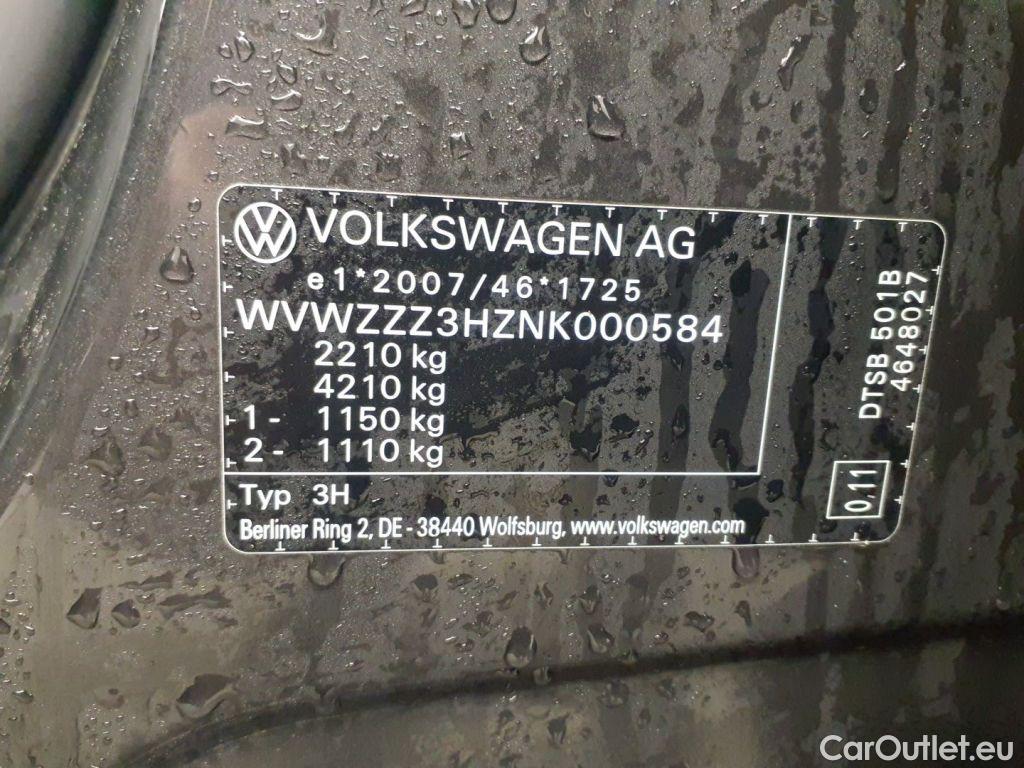 VOLKSWAGEN AG
e1*2007/46*1725
WVWZZZ3HZNK000584
2210 kg
4210 kg
1- 1150 kg
2- 1110 kg
Typ 3H
Berliner Ring 2, DE-38440 Wolfsburg, www.volkswagen.com
DTSB 501B
4648027
0,11
CarOutlet.eu